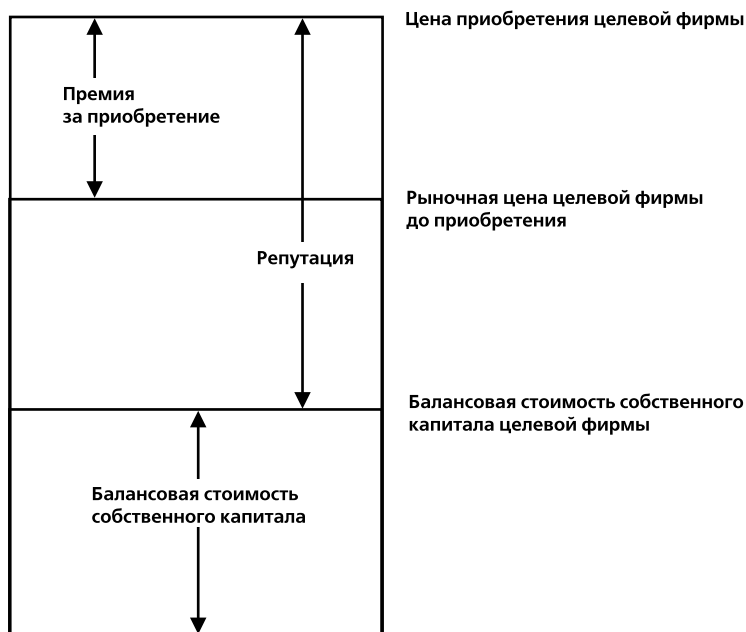 Цена приобретения целевой фирмы
Премия
за приобретение
Рыночная цена целевой фирмы
до приобретения
Репутация
Балансовая стоимость собственного
капитала целевой фирмы
Балансовая стоимость
собственного капитала